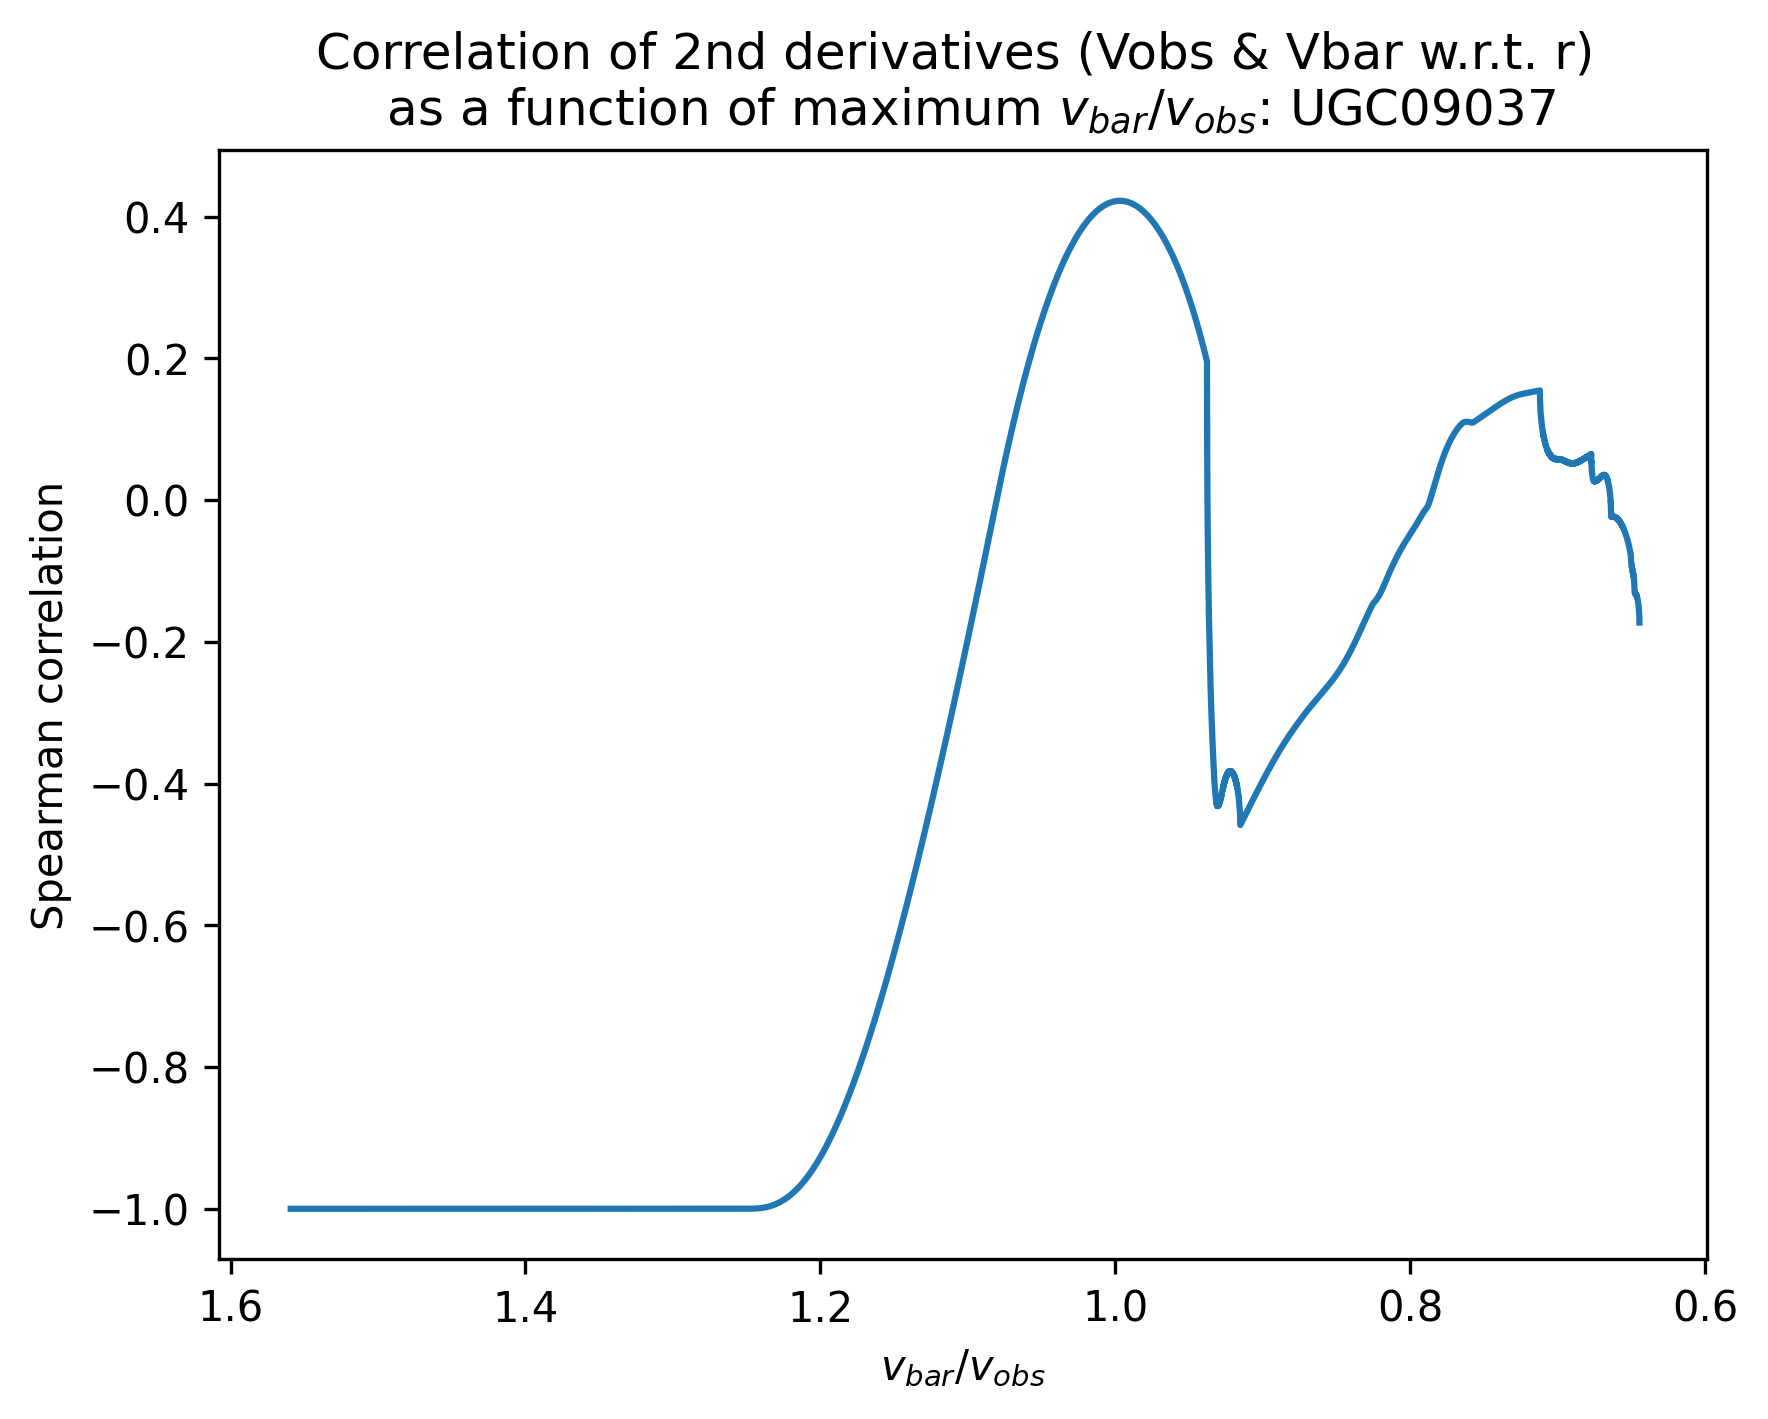 Correlation of 2nd derivatives (Vobs & Vbar w.r.t. r)
as a function of maximum v_bar/v_obs: UGC09037
Spearman correlation
0.4
0.2
0.0
−0.2
−0.4
−0.6
−0.8
−1.0
1.6 1.4 1.2 1.0 0.8 0.6
v_bar/v_obs